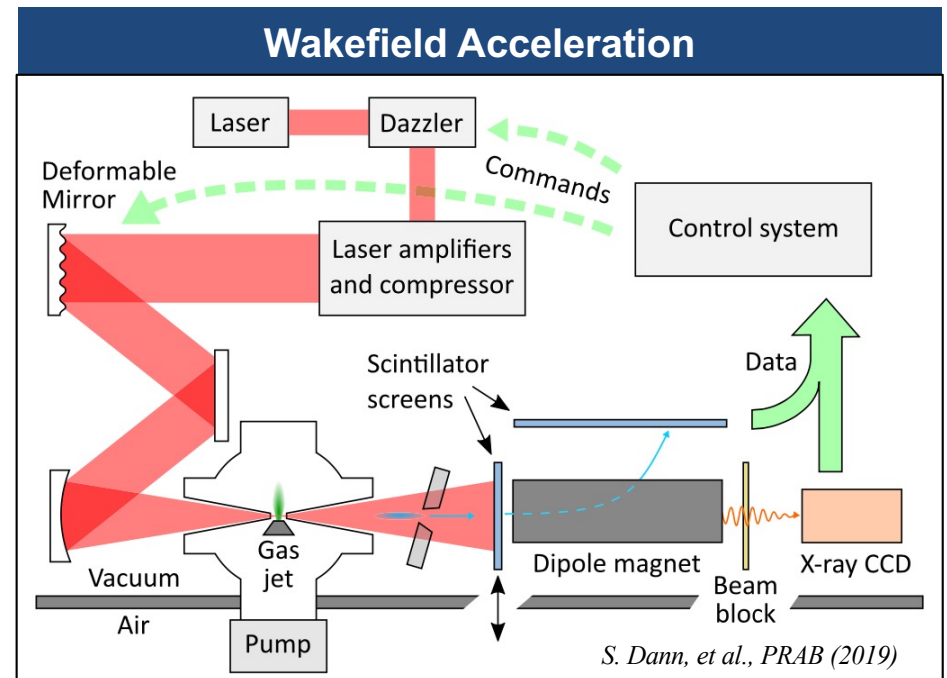 Wakefield Acceleration
Laser
Dazzler
Deformable
Mirror
Commands
Control system
Laser amplifiers
and compressor
Scintillator
screens
Data
Gas
jet
Dipole magnet
X-ray CCD
Vacuum
Beam
block
Air
Pump
S. Dann, et al., PRAB (2019)